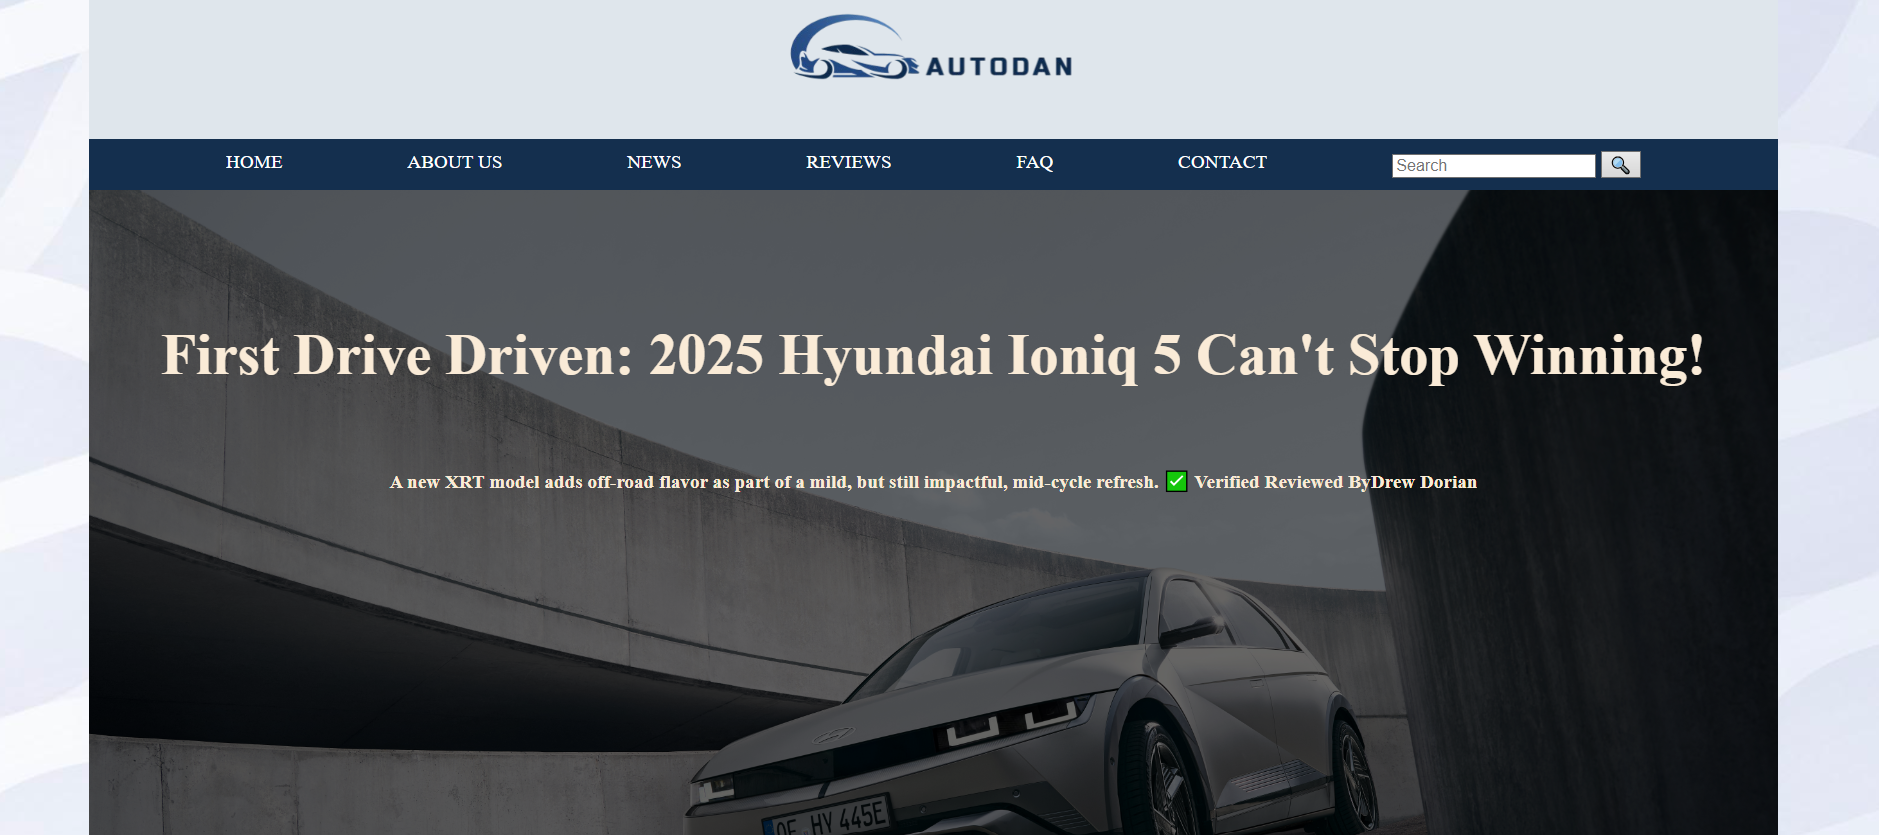 AUTODAN
HOME ABOUT US NEWS REVIEWS FAQ CONTACT Search
First Drive Driven: 2025 Hyundai Ioniq 5 Can't Stop Winning!
A new XRT model adds off-road flavor as part of a mild, but still impactful, mid-cycle refresh. ✅ Verified Reviewed ByDrew Dorian
OE HY 445E